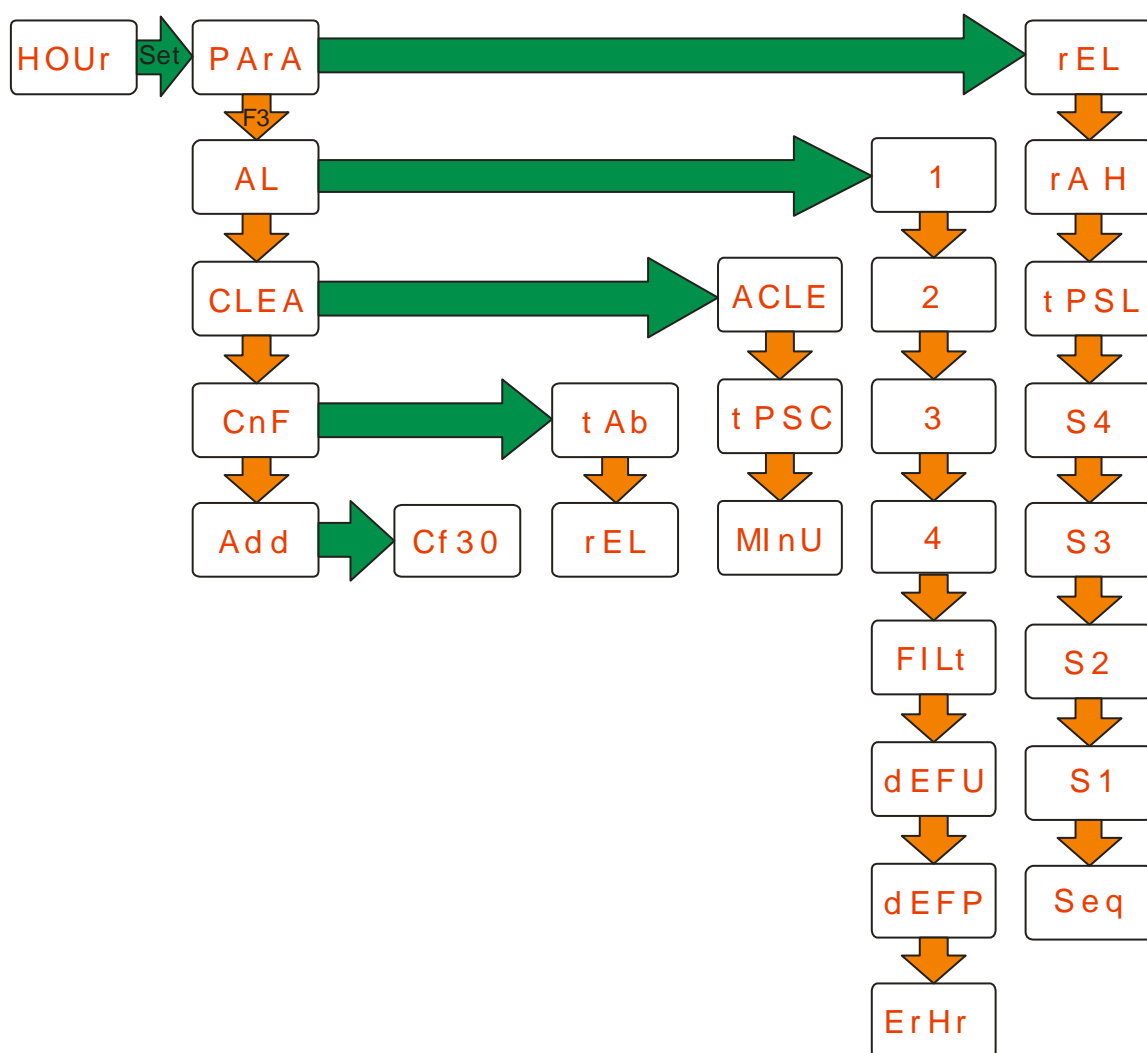 HOUr
Set
PArA
rEL
F3
AL
1
rA H
CLEA
ACLE
2
t PSL
CnF
t Ab
t PSC
3
S4
Add
Cf30
rEL
MInU
4
S3
FILt
S2
dEFU
S1
dEFP
Seq
ErHr